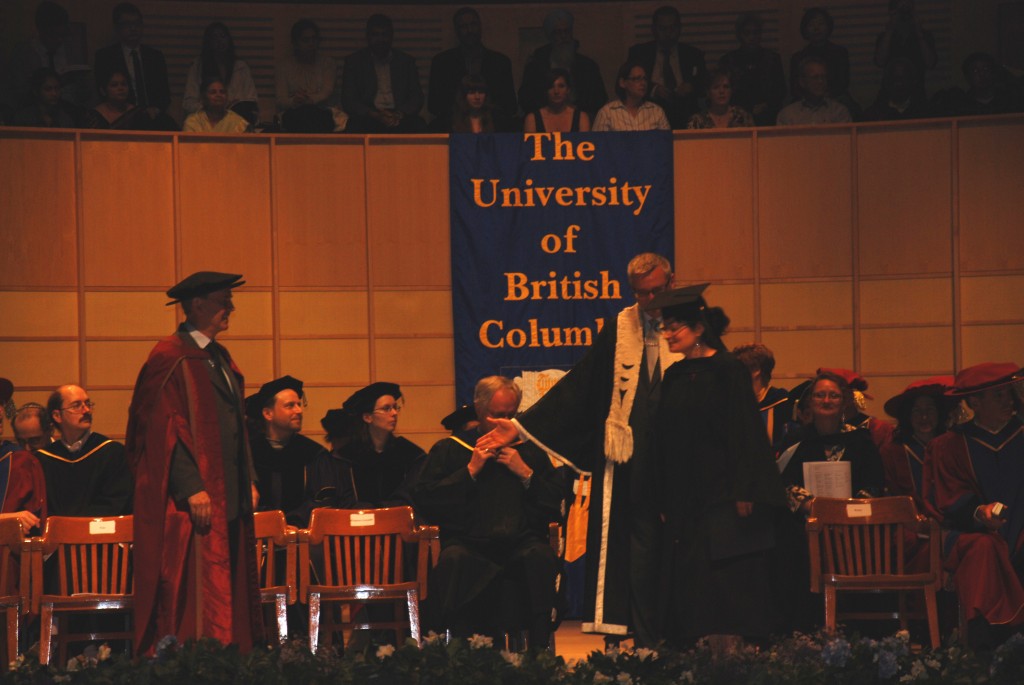 The
University
of
British
Colum